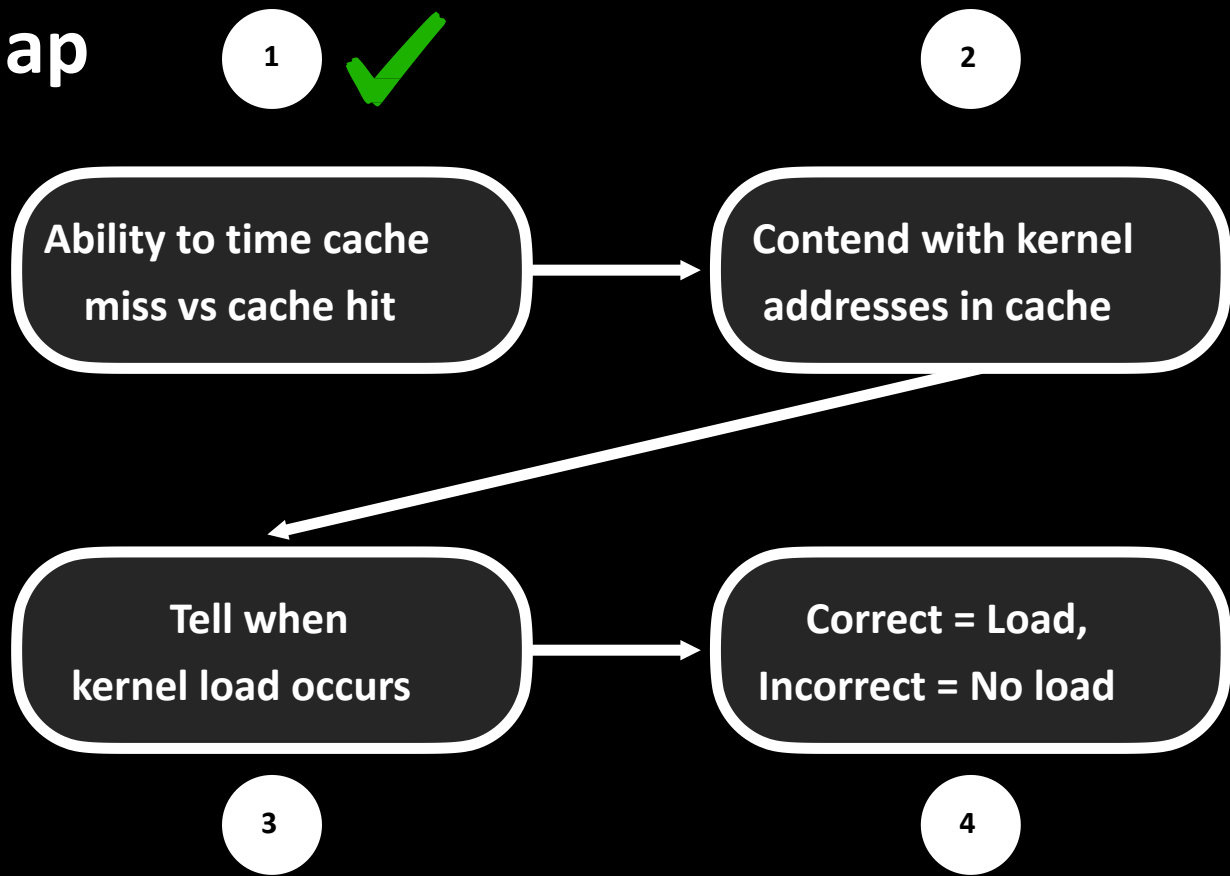 ap
1
2
Ability to time cache
miss vs cache hit
Contend with kernel
addresses in cache
Tell when
kernel load occurs
Correct = Load,
Incorrect = No load
3
4